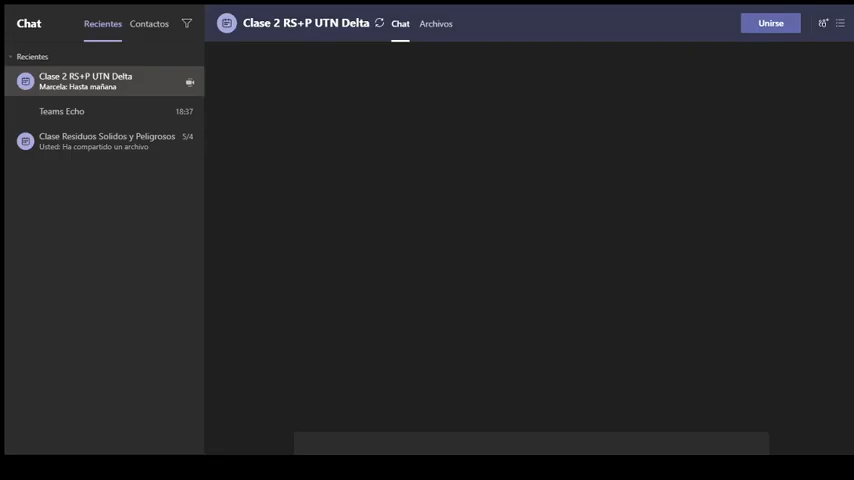 Chat
Recientes
Contactos
Recientes
Clase 2 RS+P UTN Delta
Marcela: Hasta mañana
Teams Echo
18:37
Clase Residuos Solidos y Peligrosos
5/4
Usted: Ha compartido un archivo
Clase 2 RS+P UTN Delta
Chat
Archivos
Unirse